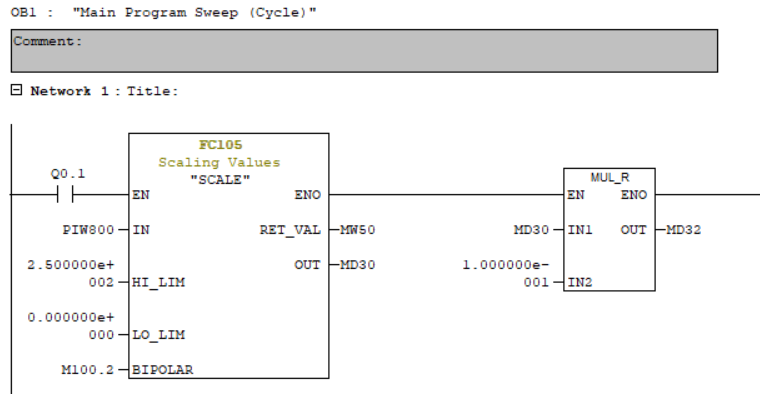 OB1 : "Main Program Sweep (Cycle)"
Comment:
Network 1 : Title:
FC105
Scaling Values
"SCALE"
Q0.1
MUL_R
EN ENO
EN ENO
PIW800 IN RET_VAL MW50
MD30 IN1 OUT MD32
2.500000e+
002 HI_LIM
OUT MD30
1.000000e-
001 IN2
0.000000e+
000 LO_LIM
M100.2 BIPOLAR